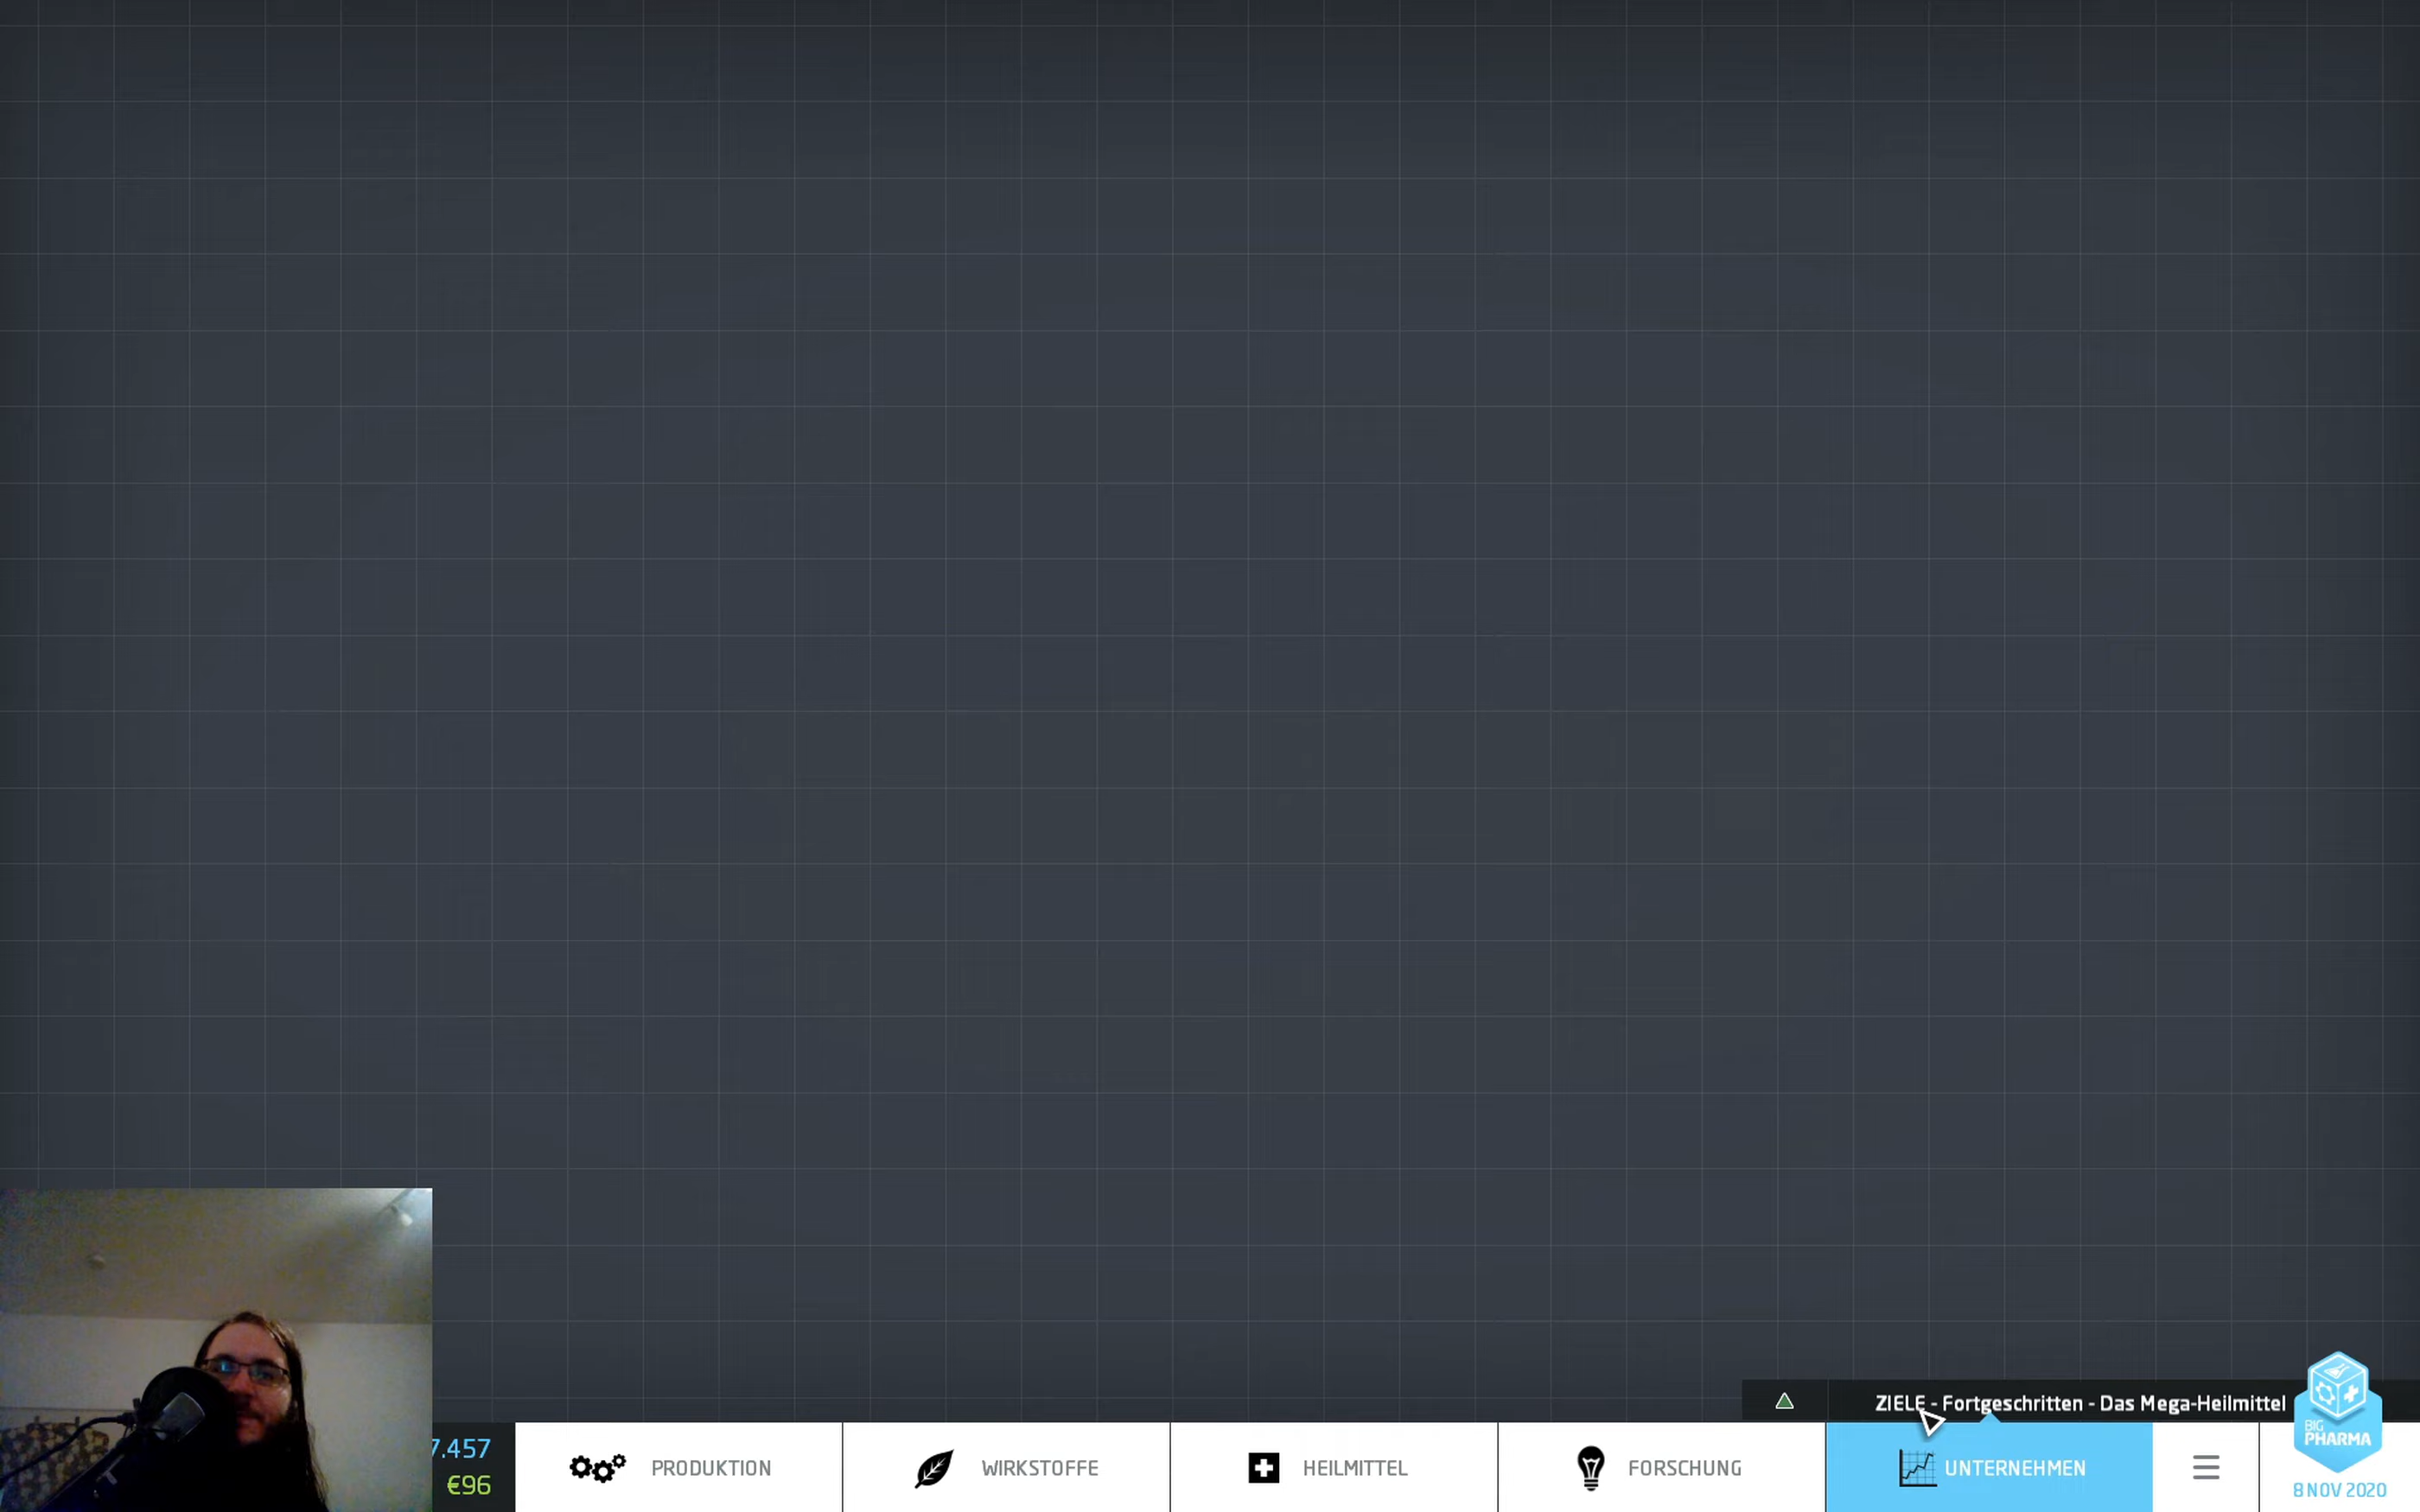 ZIELE - Fortgeschritten - Das Mega-Heilmittel
7.457
€96
PRODUKTION
WIRKSTOFFE
HEILMITTEL
FORSCHUNG
UNTERNEHMEN
BIG
PHARMA
8 NOV 2020